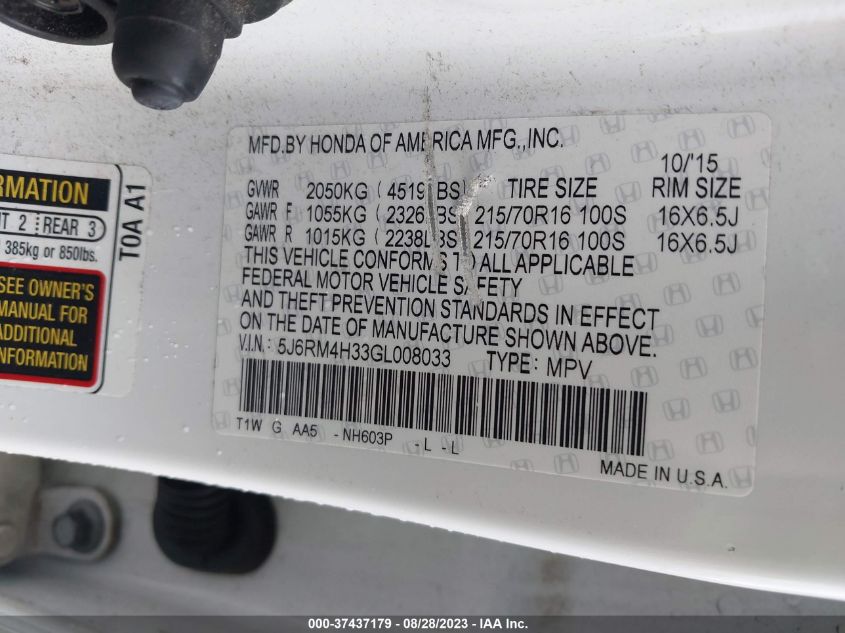 RMATION
T 2 REAR 3
385kg or 850lbs.
SEE OWNER'S
MANUAL FOR
ADDITIONAL
INFORMATION
T0A A1
MFD.BY HONDA OF AMERICA MFG.,INC.
10/'15
GVWR 2050KG (4519LBS) TIRE SIZE RIM SIZE
GAWR F 1055KG (2326LBS) 215/70R16 100S 16X6.5J
GAWR R 1015KG (2238LBS) 215/70R16 100S 16X6.5J
THIS VEHICLE CONFORMS TO ALL APPLICABLE
FEDERAL MOTOR VEHICLE SAFETY
AND THEFT PREVENTION STANDARDS IN EFFECT
ON THE DATE OF MANUFACTURE SHOWN ABOVE.
V.I.N: 5J6RM4H33GL008033 TYPE: MPV
T1W G AA5 -NH603P -L -L
MADE IN U.S.A
000-37437179 — 08/28/2023 — IAA Inc.